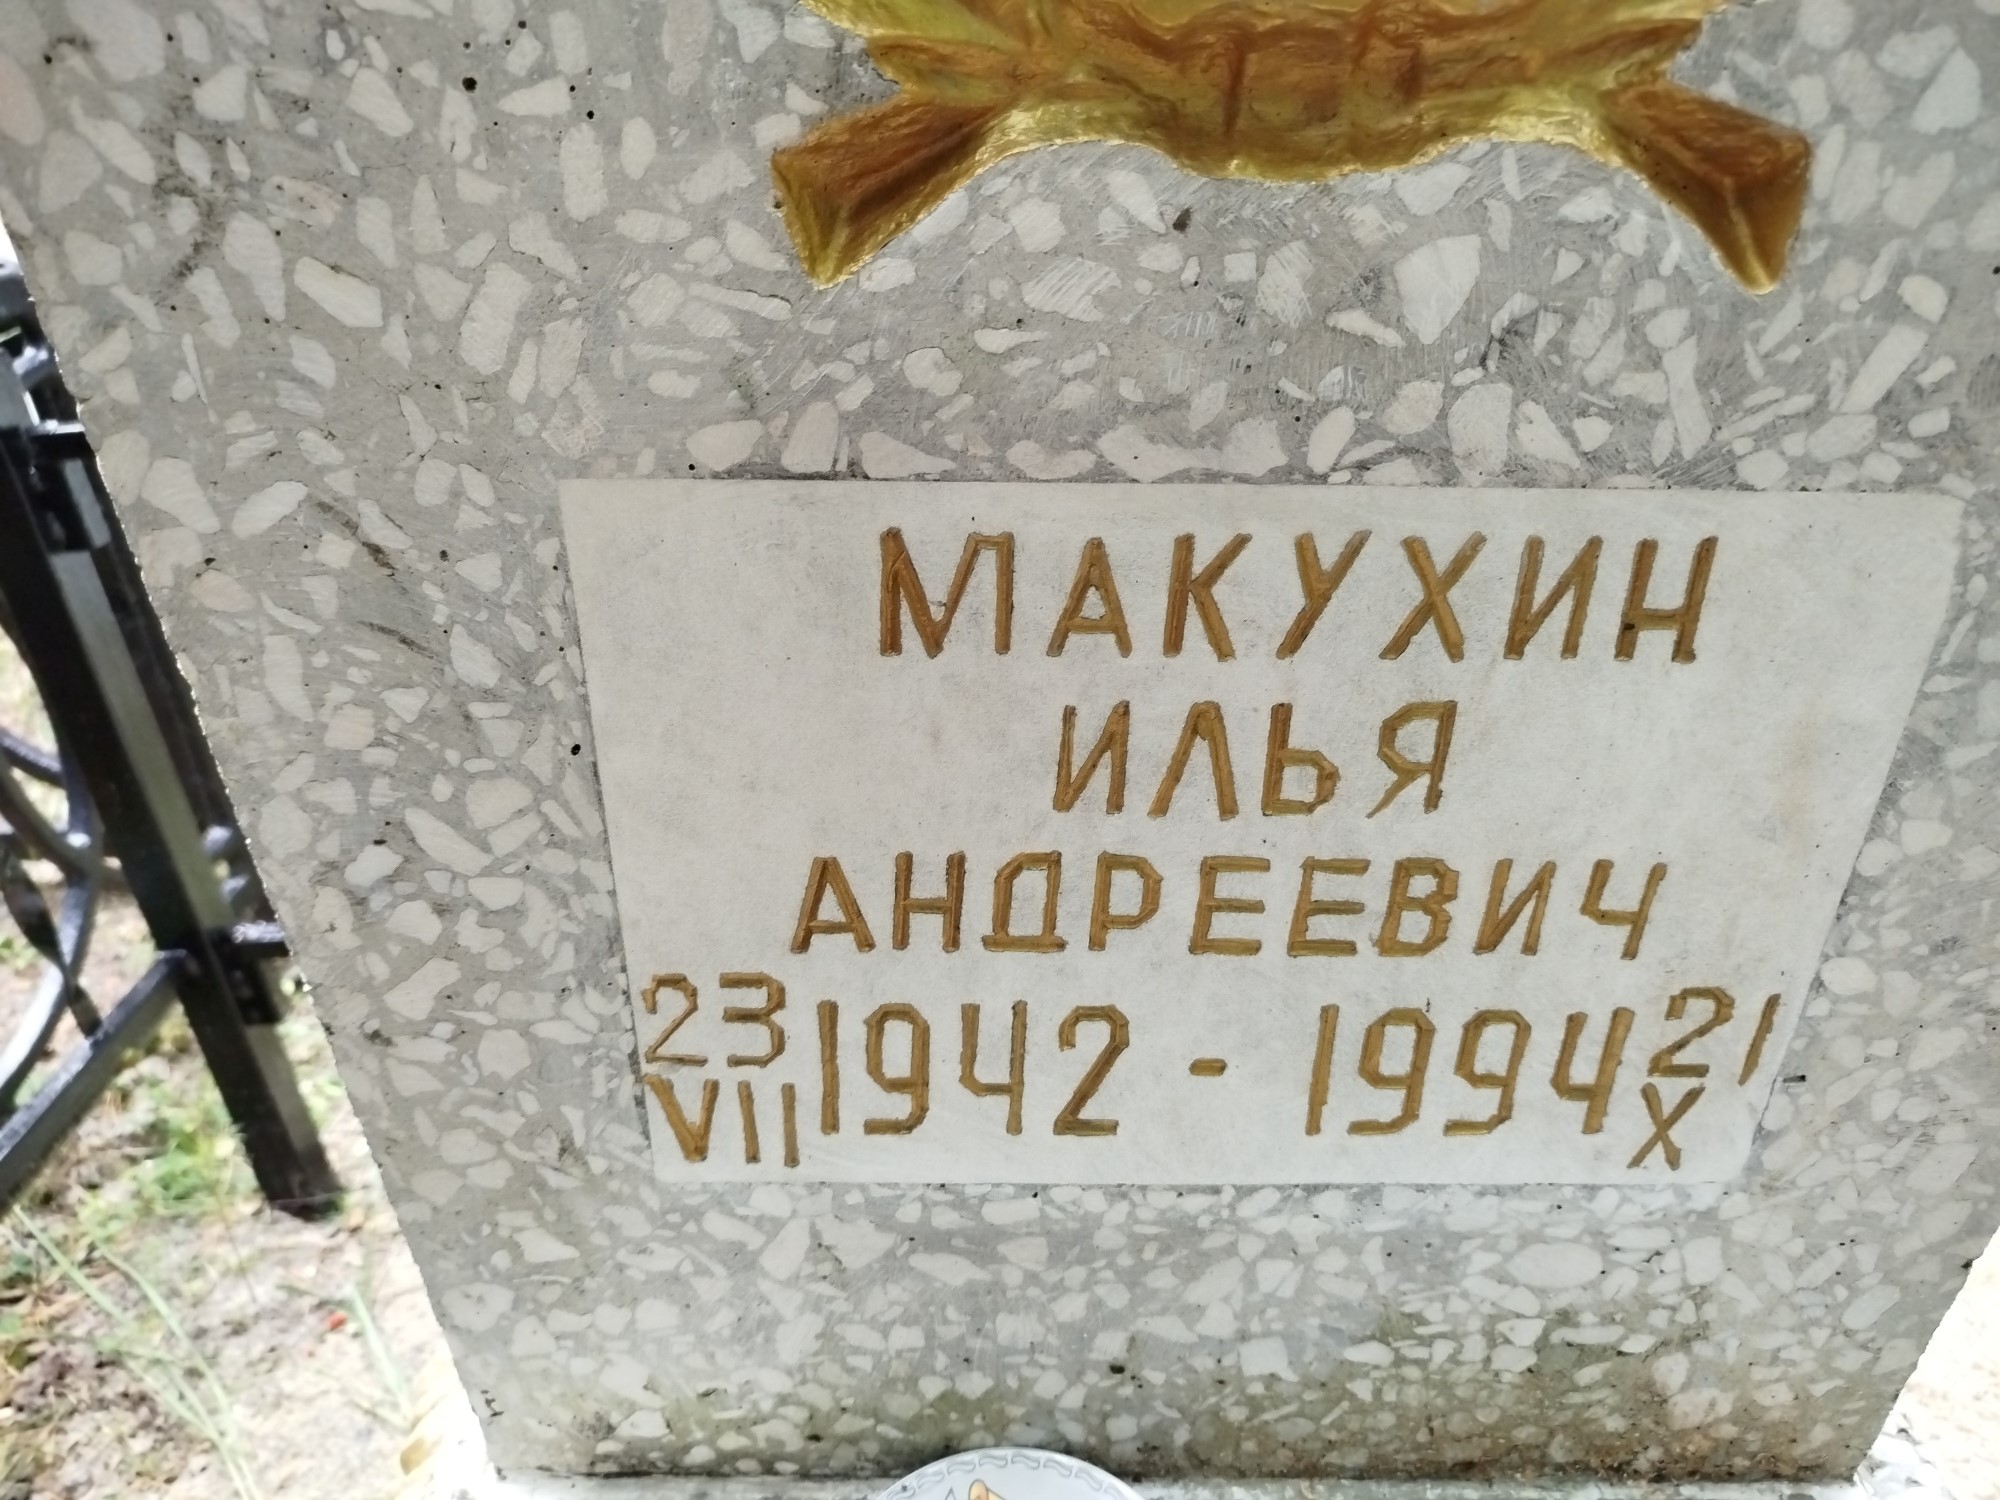 МАКУХИН
ИЛЬЯ
АНДРЕЕВИЧ
23 VII 1942 - 1994 21 X